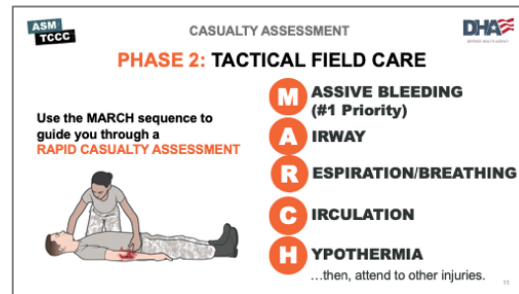 ASM
TCCC
CASUALTY ASSESSMENT
DHA
PHASE 2: TACTICAL FIELD CARE
Use the MARCH sequence to
guide you through a
RAPID CASUALTY ASSESSMENT
M ASSIVE BLEEDING
(#1 Priority)
A IRWAY
R ESPIRATION/BREATHING
C IRCULATION
H YPOTHERMIA
…then, attend to other injuries.